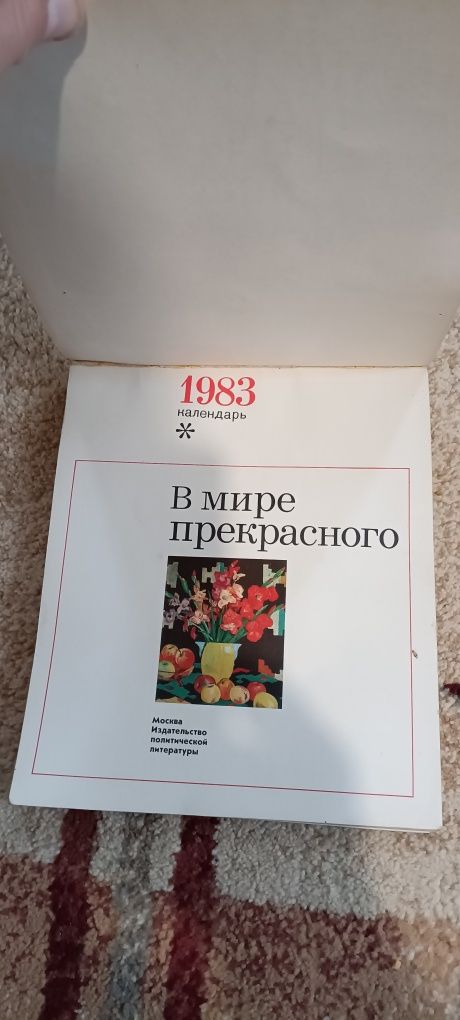 1983
календарь
*
В мире
прекрасного
Москва
Издательство
политической
литературы